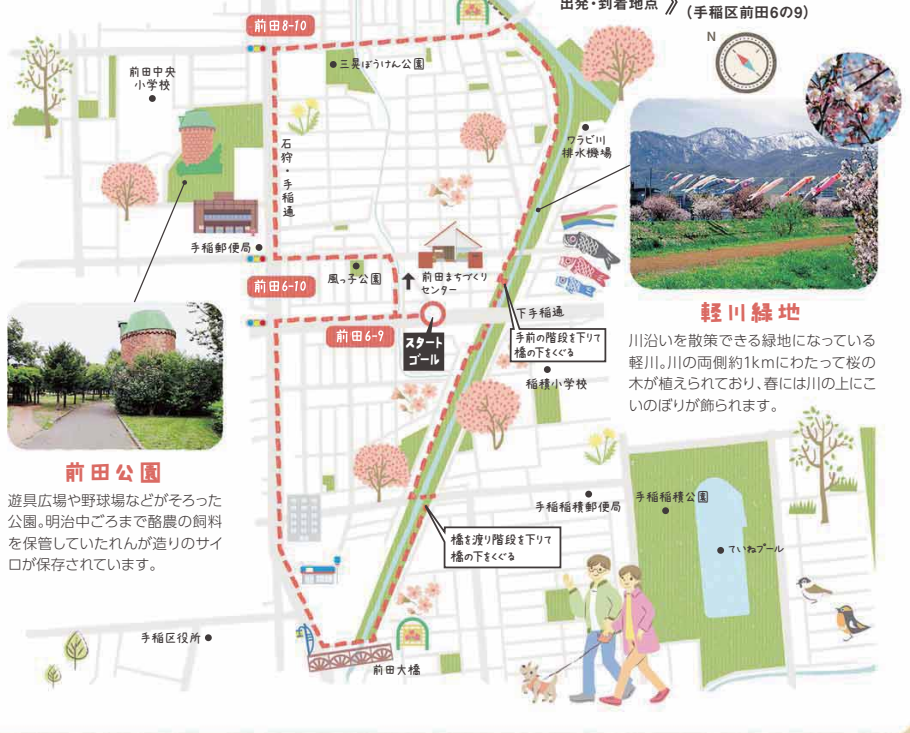 出発・到着地点 》
(手稲区前田6の9)
前田8-10
N
三晃ぼうけん公園
前田中央
小学校
ワラビ川
排水機場
石狩・手稲通
手稲郵便局
風っ子公園
前田まちづくり
センター
前田6-10
下手稲通
前田6-9
スタート
ゴール
手前の階段を下りて
橋の下をくぐる
稲積小学校
軽川緑地
川沿いを散策できる緑地になっている
軽川。川の両側約1kmにわたって桜の
木が植えられており、春には川の上にこ
いのぼりが飾られます。
前田公園
遊具広場や野球場などがそろった
公園。明治中ごろまで酪農の飼料
を保管していたれんが造りのサイ
ロが保存されています。
手稲稲積郵便局
手稲稲積公園
橋を渡り階段を下りて
橋の下をくぐる
ていねプール
手稲区役所
前田大橋